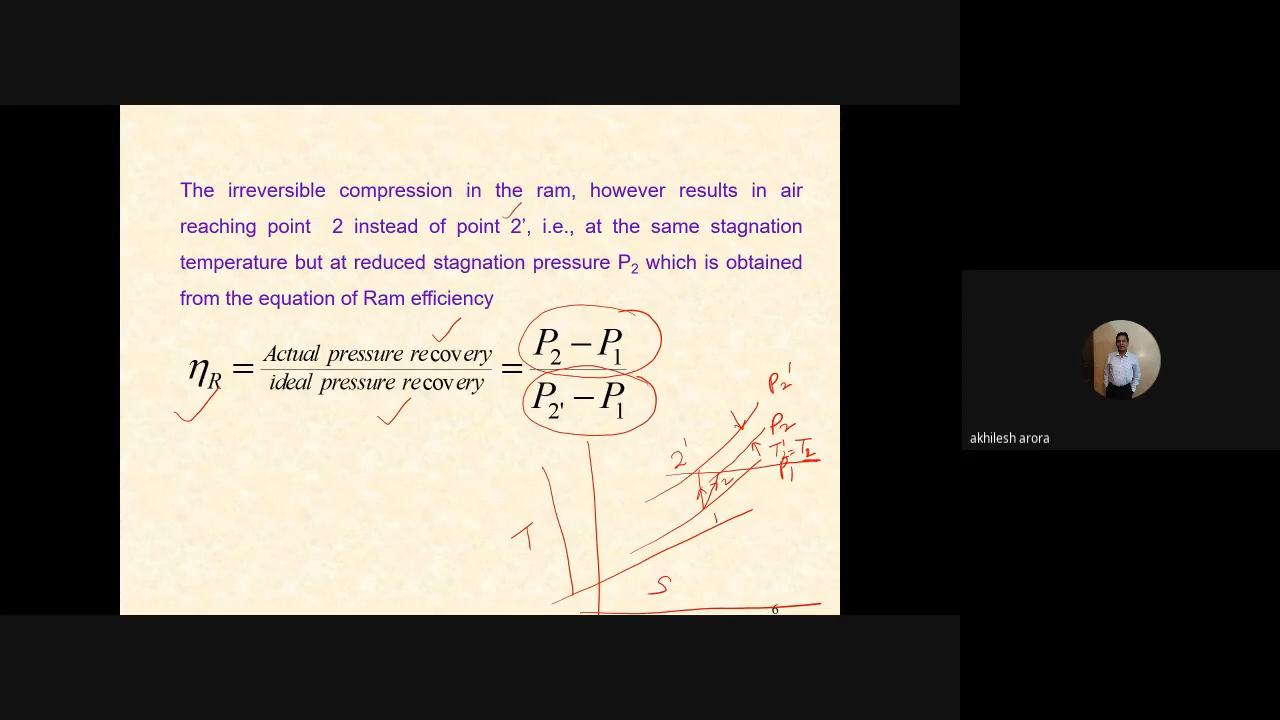 The irreversible compression in the ram, however results in air
reaching point 2 instead of point 2’, i.e., at the same stagnation
temperature but at reduced stagnation pressure P₂ which is obtained
from the equation of Ram efficiency
η_R = Actual pressure recovery / ideal pressure recovery = P₂ − P₁ / P₂' − P₁
P₂'
P₂
2'
T₂' = T₂
P₁
2
1
T
S
6
akhilesh arora